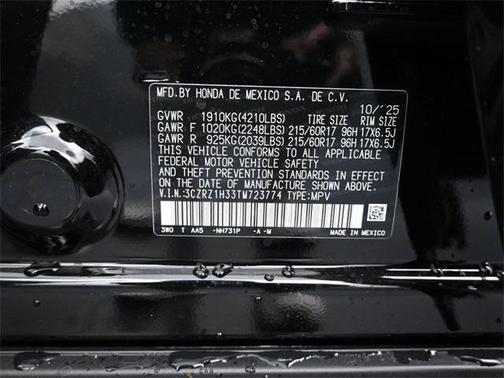 MFD.BY HONDA DE MEXICO S.A. DE C.V. 10/'25
GVWR 1910KG(4210LBS) TIRE SIZE RIM SIZE
GAWR F 1020KG(2248LBS) 215/60R17 96H 17X6.5J
GAWR R 925KG(2039LBS) 215/60R17 96H 17X6.5J
THIS VEHICLE CONFORMS TO ALL APPLICABLE
FEDERAL MOTOR VEHICLE SAFETY, BUMPER, AND
THEFT PREVENTION STANDARDS IN EFFECT ON
THE DATE OF MANUFACTURE SHOWN ABOVE.
V.I.N.:3CZRZ1H33TM723774 TYPE:MPV
3W0 T AA5 -NH731P -A -M MADE IN MEXICO